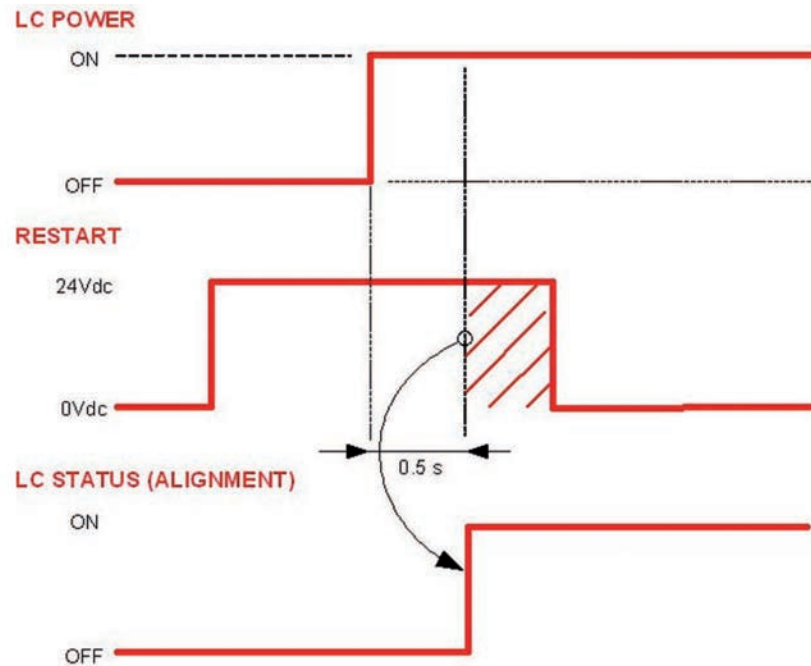 LC POWER
ON
OFF
RESTART
24Vdc
0Vdc
0.5 s
LC STATUS (ALIGNMENT)
ON
OFF